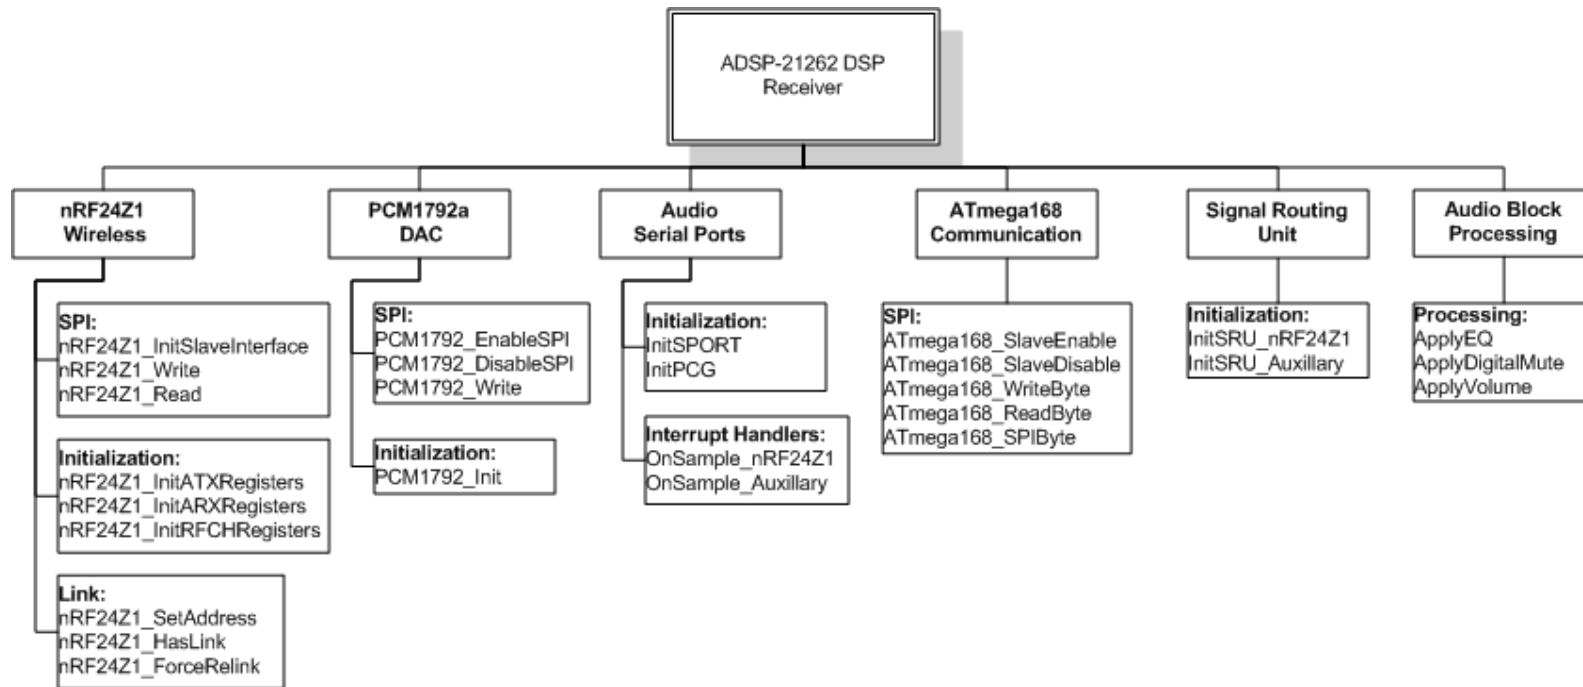 ADSP-21262 DSP
Receiver
nRF24Z1
Wireless
PCM1792a
DAC
Audio
Serial Ports
ATmega168
Communication
Signal Routing
Unit
Audio Block
Processing
SPI:
nRF24Z1_InitSlaveInterface
nRF24Z1_Write
nRF24Z1_Read
Initialization:
nRF24Z1_InitATXRegisters
nRF24Z1_InitARXRegisters
nRF24Z1_InitRFCHRegisters
Link:
nRF24Z1_SetAddress
nRF24Z1_HasLink
nRF24Z1_ForceRelink
SPI:
PCM1792_EnableSPI
PCM1792_DisableSPI
PCM1792_Write
Initialization:
PCM1792_Init
Initialization:
InitSPORT
InitPCG
Interrupt Handlers:
OnSample_nRF24Z1
OnSample_Auxillary
SPI:
ATmega168_SlaveEnable
ATmega168_SlaveDisable
ATmega168_WriteByte
ATmega168_ReadByte
ATmega168_SPIByte
Initialization:
InitSRU_nRF24Z1
InitSRU_Auxillary
Processing:
ApplyEQ
ApplyDigitalMute
ApplyVolume